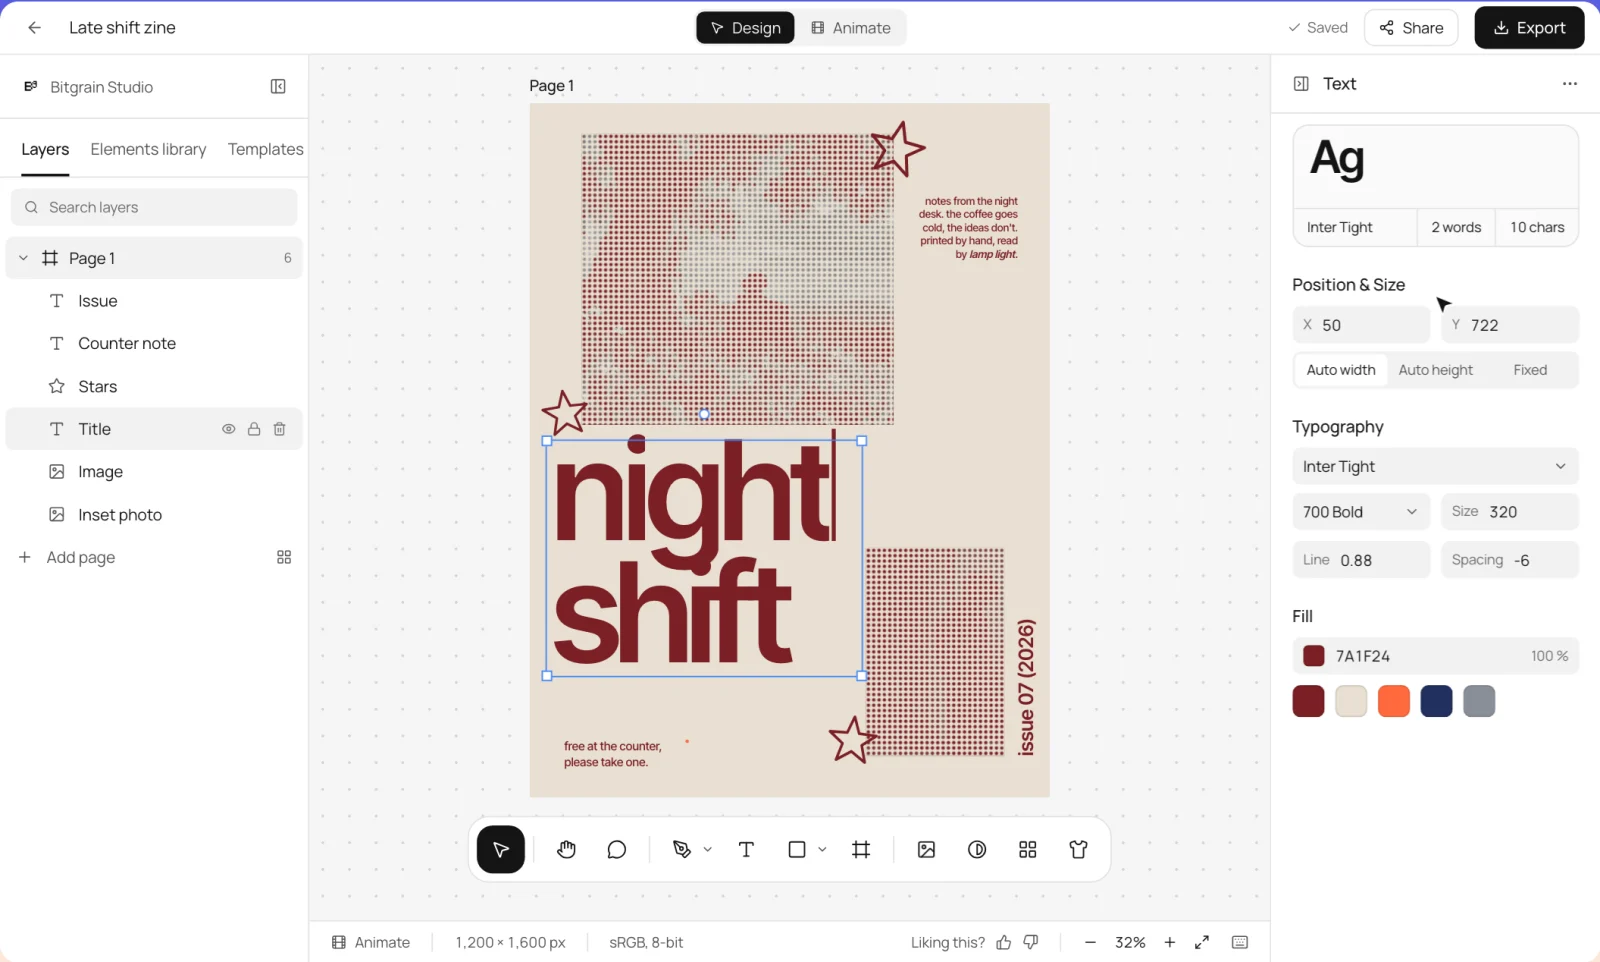 Late shift zine
Design
Animate
Saved
Share
Export
Bitgrain Studio
Layers
Elements library
Templates
Search layers
Page 1
6
Issue
Counter note
Stars
Title
Image
Inset photo
Add page
Page 1
notes from the night
desk. the coffee goes
cold, the ideas don't.
printed by hand, read
by lamp light.
night
shift
issue 07 (2026)
free at the counter,
please take one.
Animate
1,200 × 1,600 px
sRGB, 8-bit
Liking this?
32%
Text
Ag
Inter Tight
2 words
10 chars
Position & Size
X 50
Y 722
Auto width
Auto height
Fixed
Typography
Inter Tight
700 Bold
Size 320
Line 0.88
Spacing -6
Fill
7A1F24
100 %